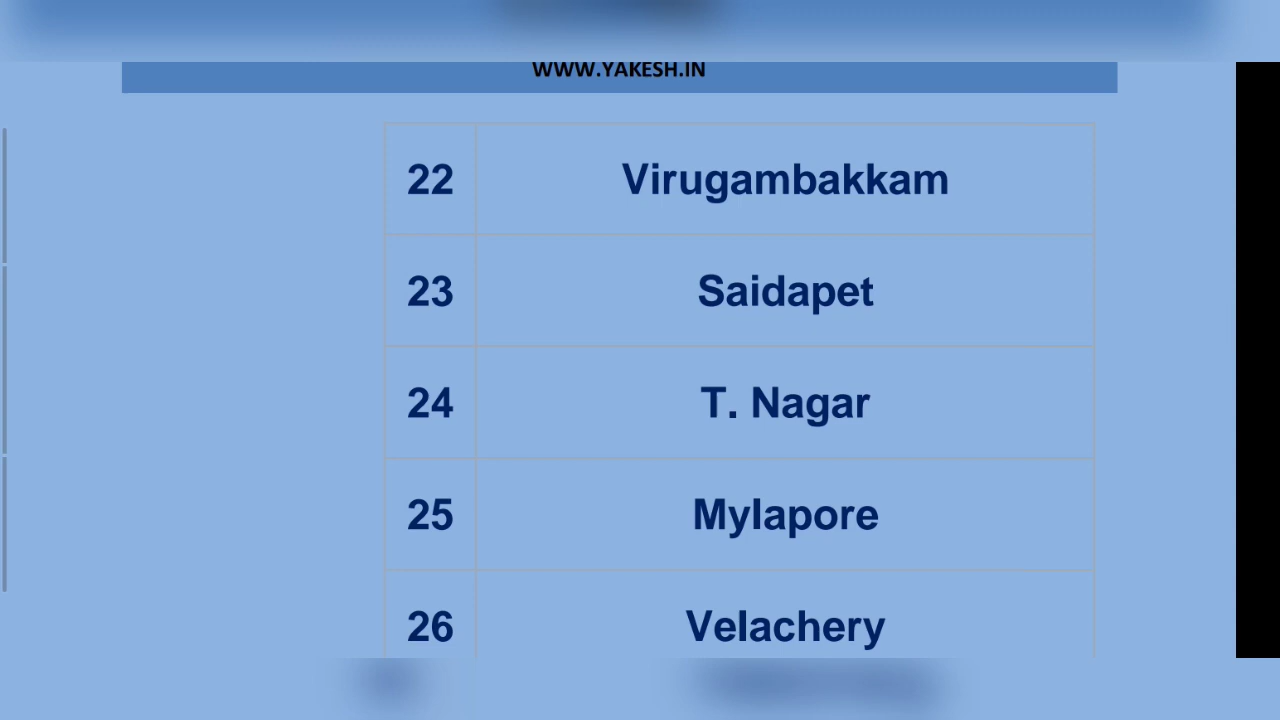 WWW.YAKESH.IN
22 Virugambakkam
23 Saidapet
24 T. Nagar
25 Mylapore
26 Velachery